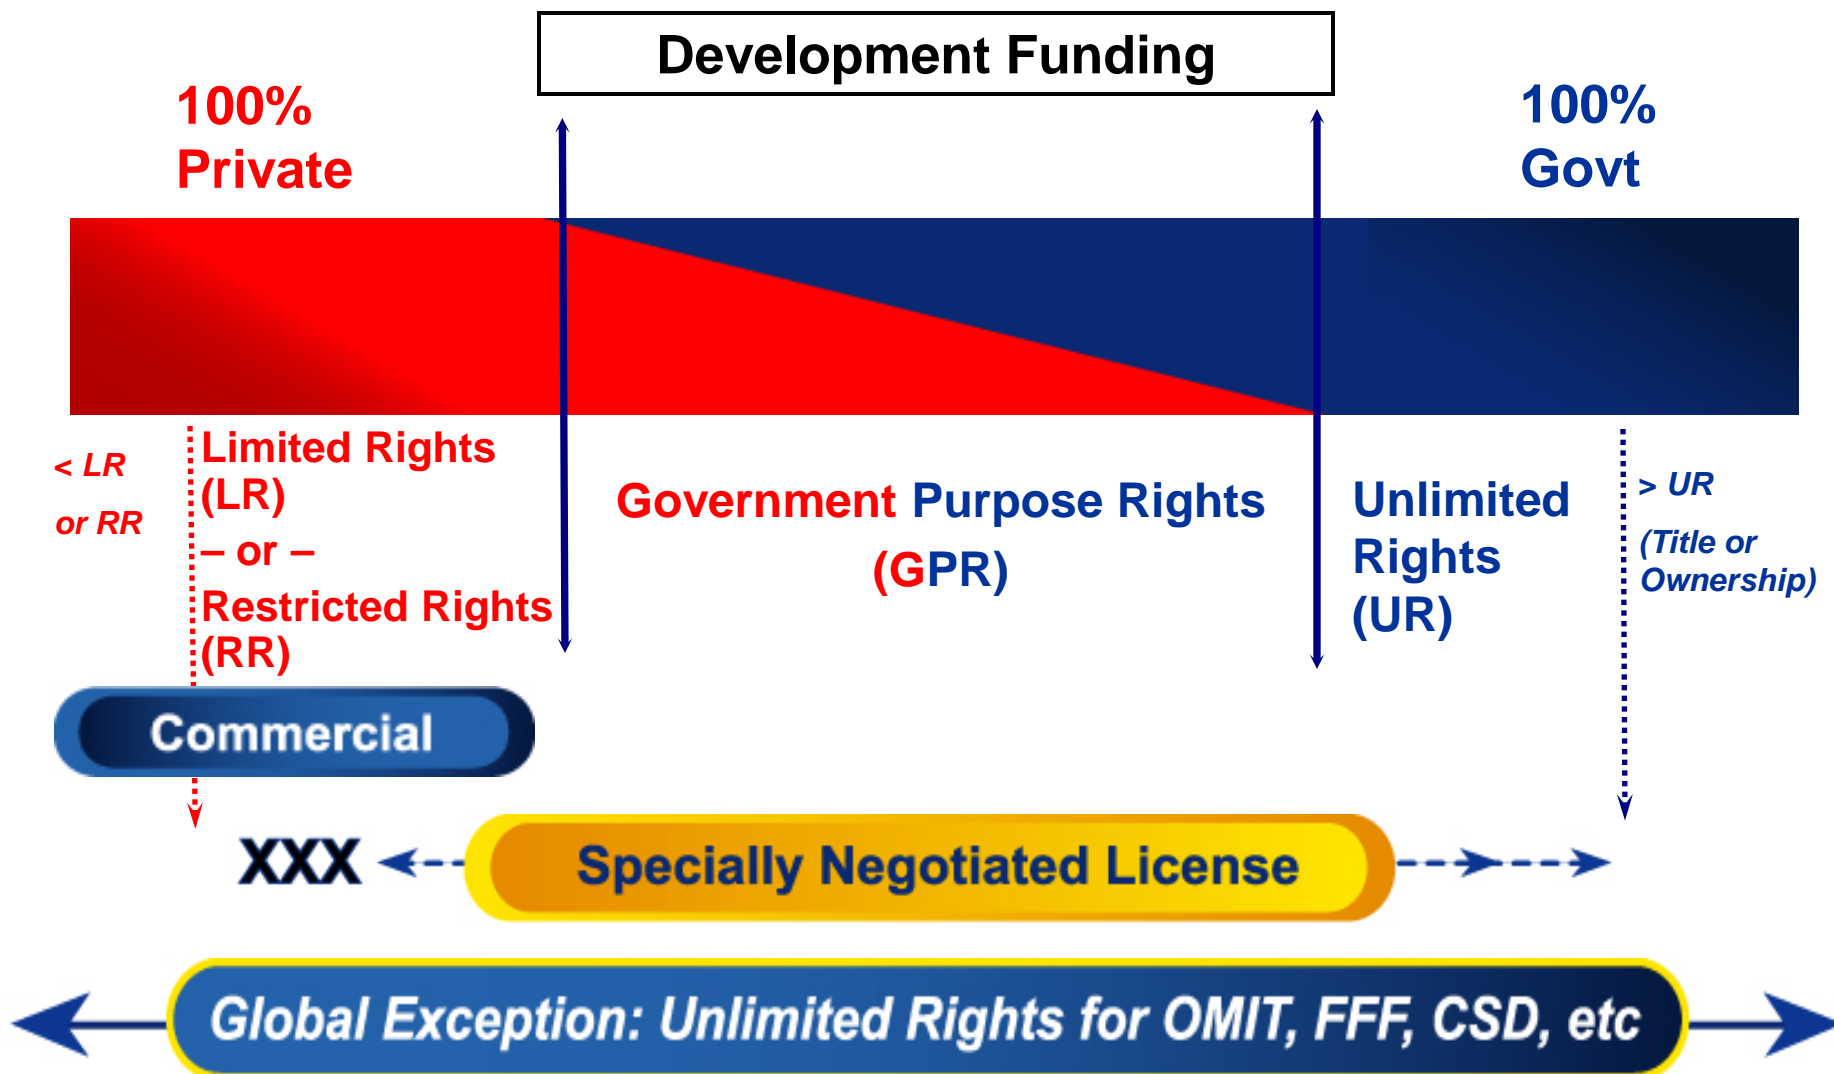 Development Funding
100%
Private
100%
Govt
< LR
or RR
Limited Rights
(LR)
– or –
Restricted Rights
(RR)
Government Purpose Rights
(GPR)
Unlimited
Rights
(UR)
> UR
(Title or
Ownership)
Commercial
XXX
Specially Negotiated License
Global Exception: Unlimited Rights for OMIT, FFF, CSD, etc